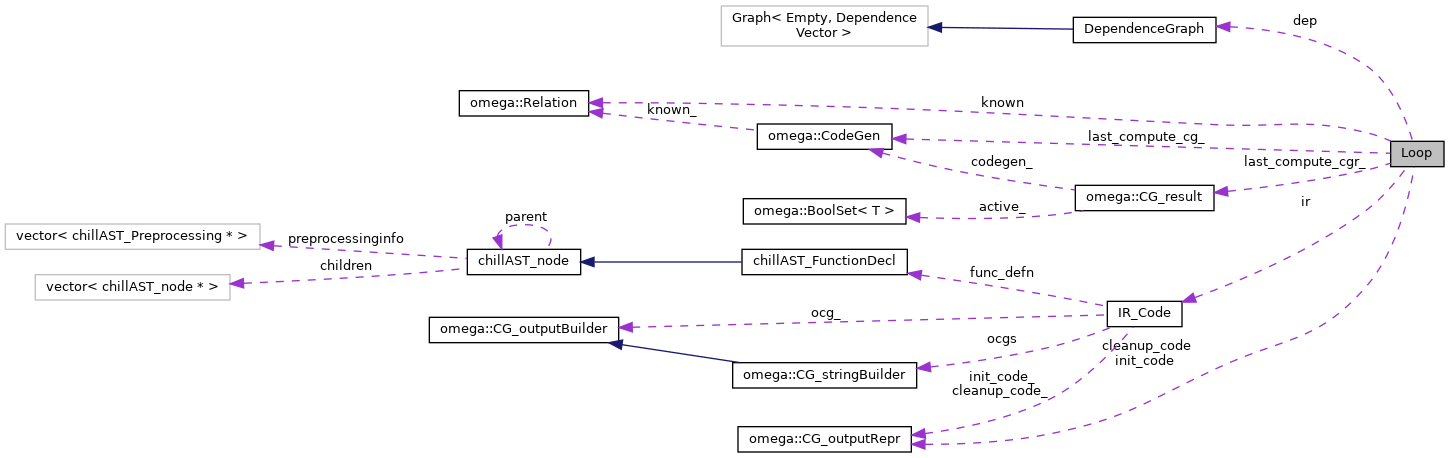 Graph< Empty, Dependence
Vector >
DependenceGraph
dep
omega::Relation
known_
known
omega::CodeGen
last_compute_cg_
Loop
codegen_
last_compute_cgr_
omega::CG_result
omega::BoolSet< T >
active_
ir
vector< chillAST_Preprocessing * >
preprocessinginfo
parent
chillAST_node
chillAST_FunctionDecl
func_defn
children
vector< chillAST_node * >
omega::CG_outputBuilder
ocg_
IR_Code
ocgs
omega::CG_stringBuilder
cleanup_code
init_code
init_code_
cleanup_code_
omega::CG_outputRepr